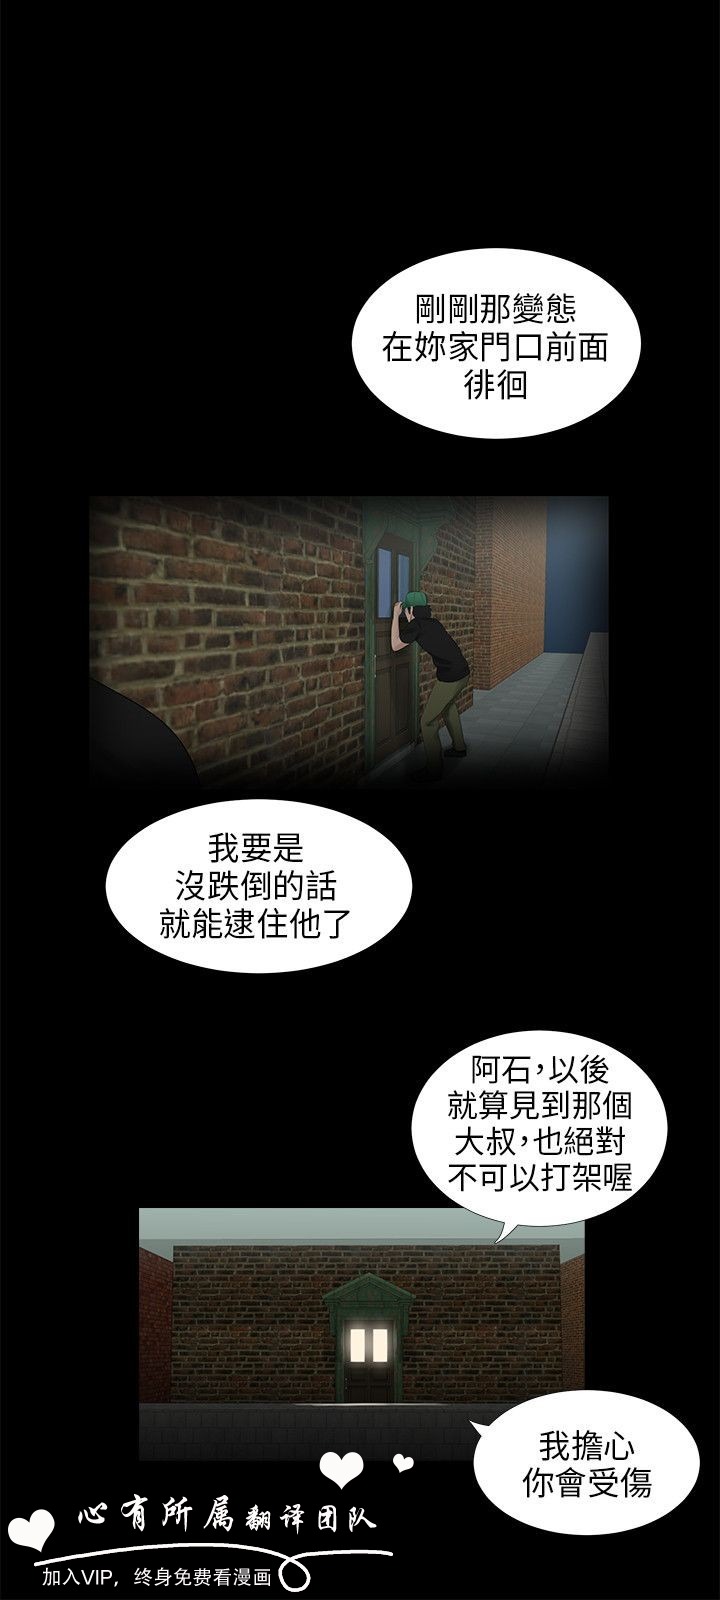 剛剛那變態
在妳家門口前面
徘徊
我要是
沒跌倒的話
就能逮住他了
阿石,以後
就算見到那個
大叔,也絕對
不可以打架喔
我擔心
你會受傷
心有所属翻译团队
加入VIP，终身免费看漫画